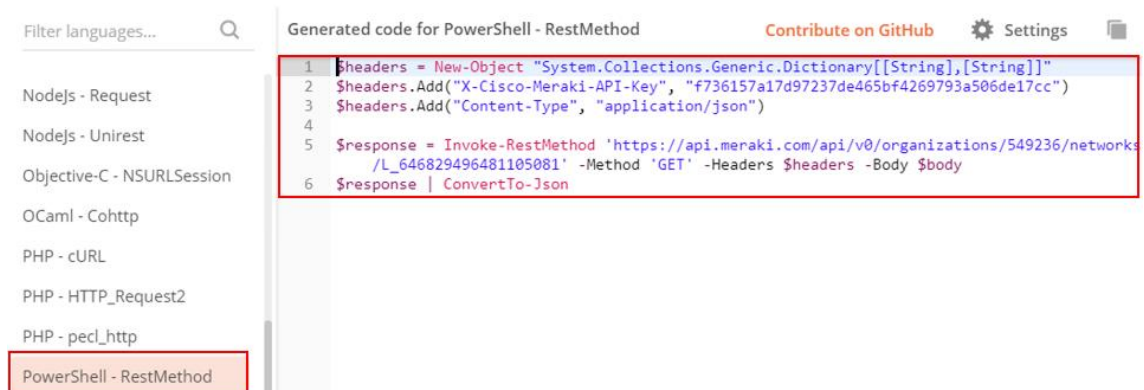 Filter languages...
NodeJs - Request
NodeJs - Unirest
Objective-C - NSURLSession
OCaml - Cohttp
PHP - cURL
PHP - HTTP_Request2
PHP - pecl_http
PowerShell - RestMethod
Generated code for PowerShell - RestMethod
Contribute on GitHub
Settings
1 $headers = New-Object "System.Collections.Generic.Dictionary[[String],[String]]"
2 $headers.Add("X-Cisco-Meraki-API-Key", "f736157a17d97237de465bf4269793a506de17cc")
3 $headers.Add("Content-Type", "application/json")
4
5 $response = Invoke-RestMethod 'https://api.meraki.com/api/v0/organizations/549236/networks
/L_646829496481105081' -Method 'GET' -Headers $headers -Body $body
6 $response | ConvertTo-Json